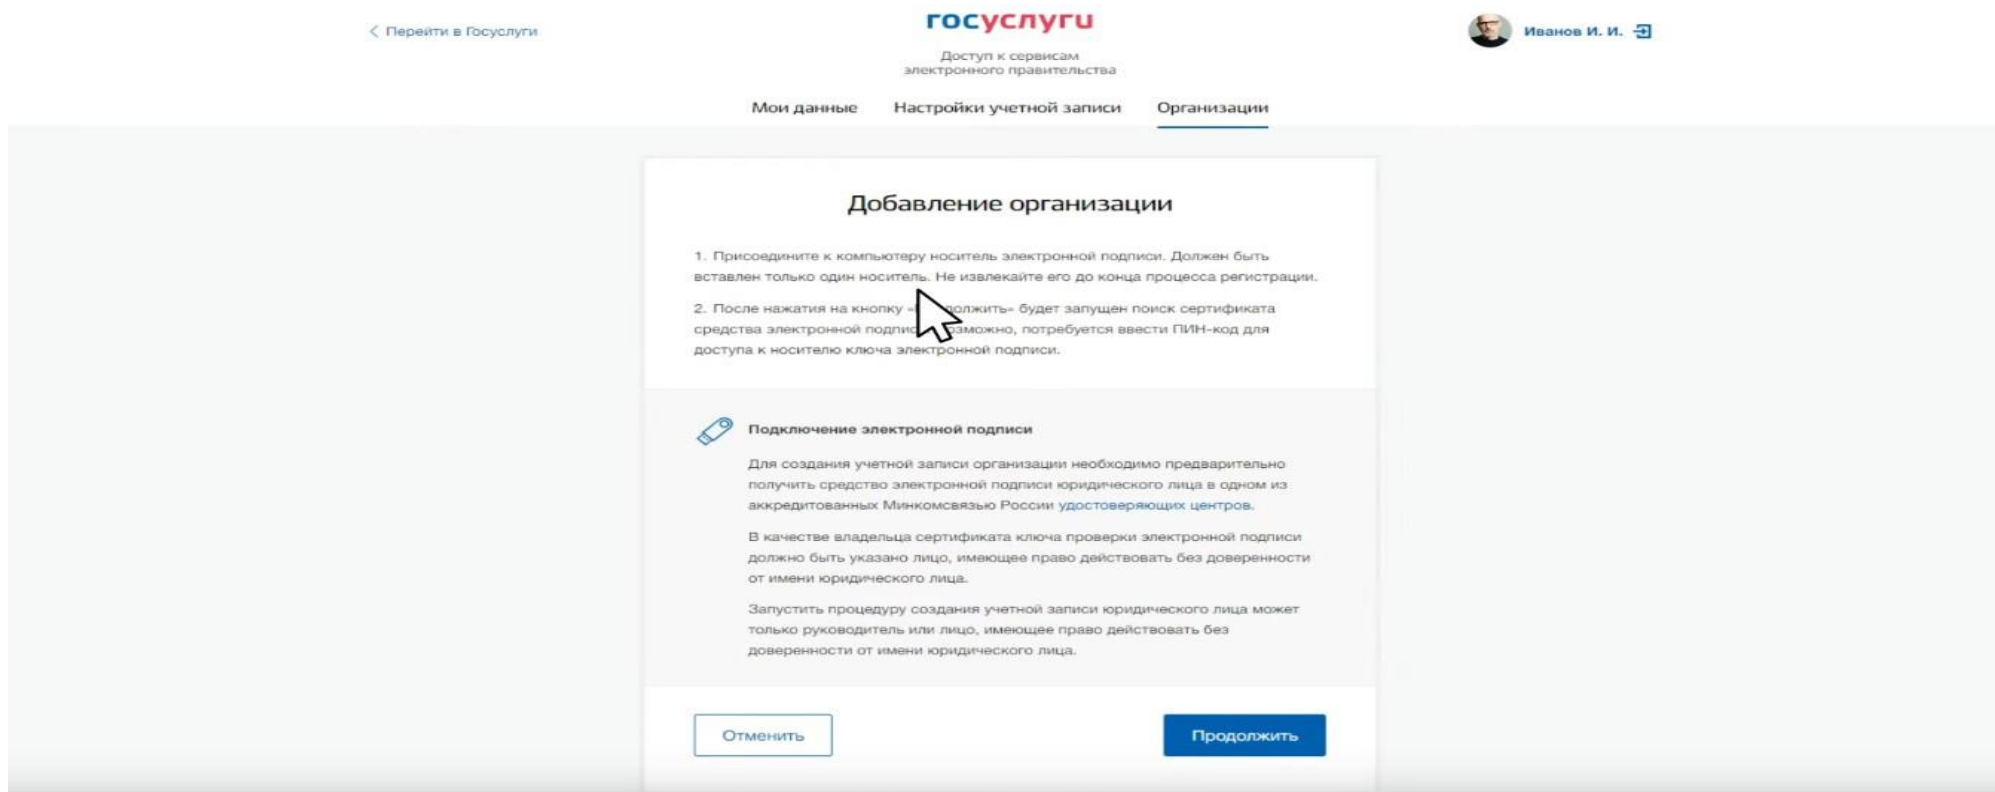 Перейти в Госуслуги
госуслуги
Иванов И. И.
Доступ к сервисам
электронного правительства
Мои данные Настройки учетной записи Организации
Добавление организации
1. Присоедините к компьютеру носитель электронной подписи. Должен быть
вставлен только один носитель. Не извлекайте его до конца процесса регистрации.
2. После нажатия на кнопку должить» будет запущен поиск сертификата
средства электронной подпис зможно, потребуется ввести ПИН-код для
доступа к носителю ключа электронной подписи.
Подключение электронной подписи
Для создания учетной записи организации необходимо предварительно
получить средство электронной подписи юридического лица в одном из
аккредитованных Минкомсвязью России удостоверяющих центров.
В качестве владельца сертификата ключа проверки электронной подписи
должно быть указано лицо, имеющее право действовать без доверенности
от имени юридического лица.
Запустить процедуру создания учетной записи юридического лица может
только руководитель или лицо, имеющее право действовать без
доверенности от имени юридического лица.
Отменить
Продолжить